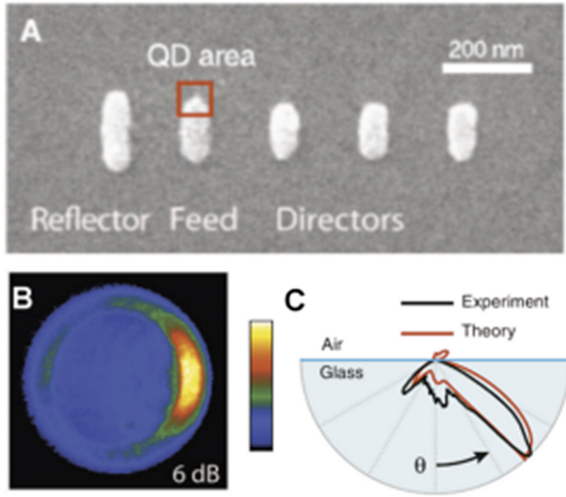 A
QD area
200 nm
Reflector Feed Directors
B
6 dB
C
Experiment
Theory
Air
Glass
θ